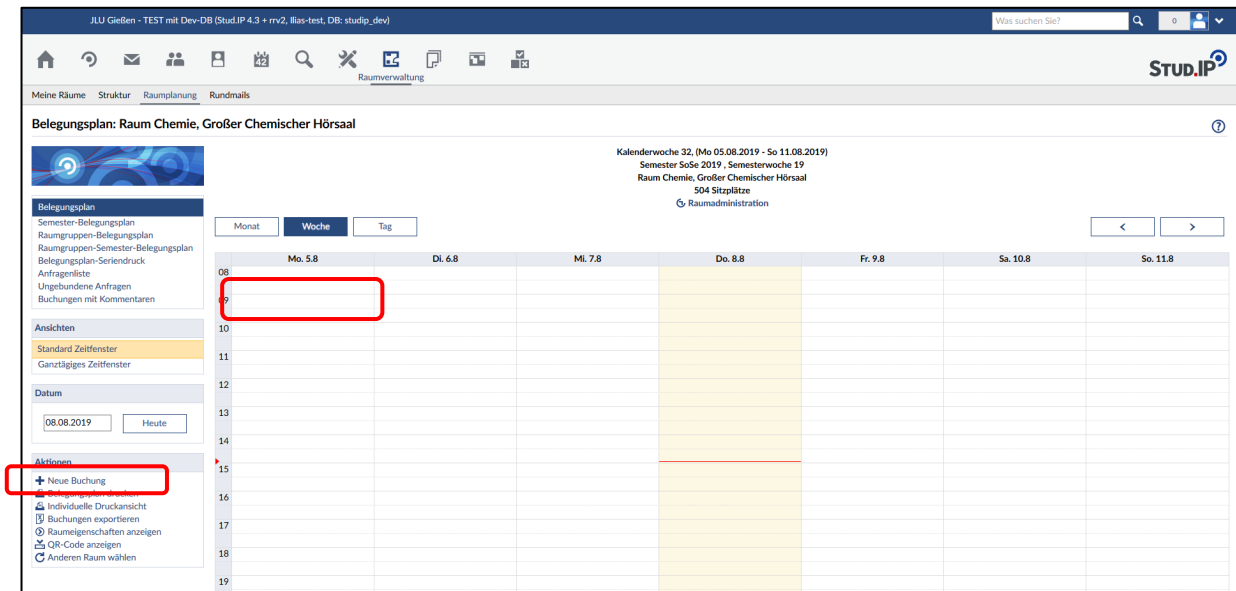 JLU Gießen - TEST mit Dev-DB (Stud.IP 4.3 + rrv2, Ilias-test, DB: studip_dev)
Was suchen Sie?
0
42
Raumverwaltung
STUD.IP
Meine Räume Struktur Raumplanung Rundmails
Belegungsplan: Raum Chemie, Großer Chemischer Hörsaal
Kalenderwoche 32, (Mo 05.08.2019 - So 11.08.2019)
Semester SoSe 2019 , Semesterwoche 19
Raum Chemie, Großer Chemischer Hörsaal
504 Sitzplätze
Raumadministration
Belegungsplan
Semester-Belegungsplan
Raumgruppen-Belegungsplan
Raumgruppen-Semester-Belegungsplan
Belegungsplan-Seriendruck
Anfragenliste
Ungebundene Anfragen
Buchungen mit Kommentaren
Ansichten
Standard Zeitfenster
Ganztägiges Zeitfenster
Datum
08.08.2019 Heute
Aktionen
Neue Buchung
Belegungsplan drucken
Individuelle Druckansicht
Buchungen exportieren
Raumeigenschaften anzeigen
QR-Code anzeigen
Anderen Raum wählen
Monat Woche Tag < >
Mo. 5.8 Di. 6.8 Mi. 7.8 Do. 8.8 Fr. 9.8 Sa. 10.8 So. 11.8
08
09
10
11
12
13
14
15
16
17
18
19